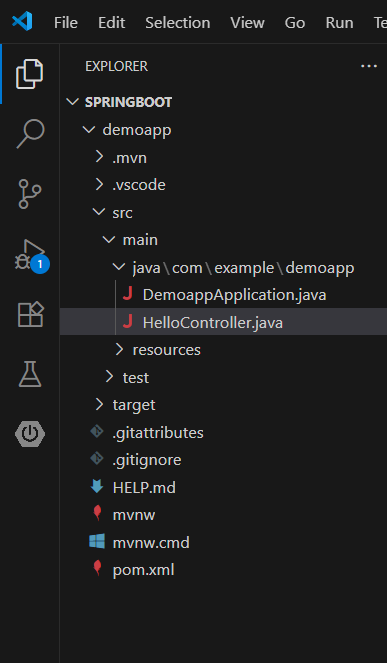 File Edit Selection View Go Run Te
EXPLORER
SPRINGBOOT
demoapp
.mvn
.vscode
src
main
java\com\example\demoapp
J DemoappApplication.java
J HelloController.java
resources
test
target
.gitattributes
.gitignore
HELP.md
mvnw
mvnw.cmd
pom.xml
1